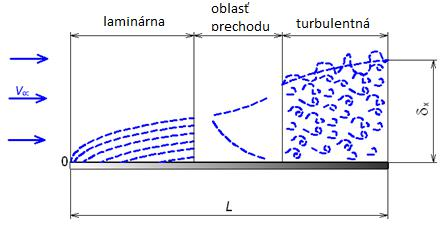 laminárna
oblasť
prechodu
turbulentná
V∝
δx
0
L